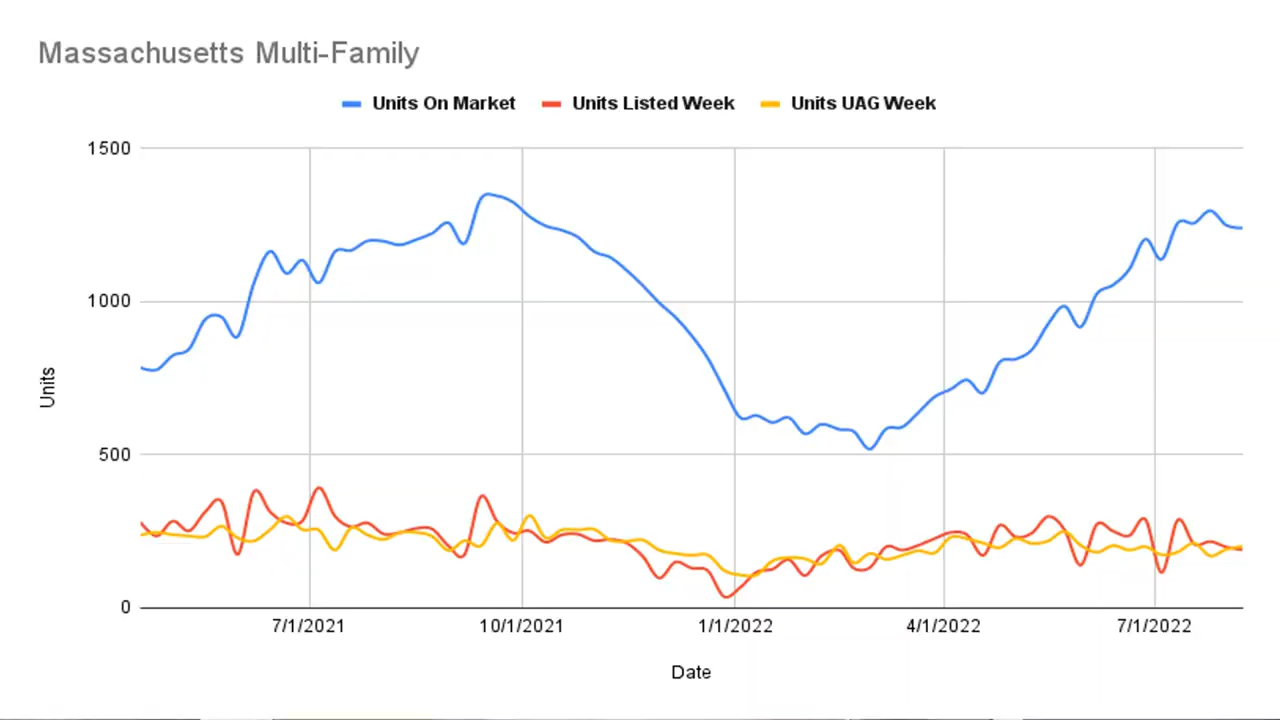 Massachusetts Multi-Family
Units On Market Units Listed Week Units UAG Week
1500
1000
500
0
Units
7/1/2021 10/1/2021 1/1/2022 4/1/2022 7/1/2022
Date